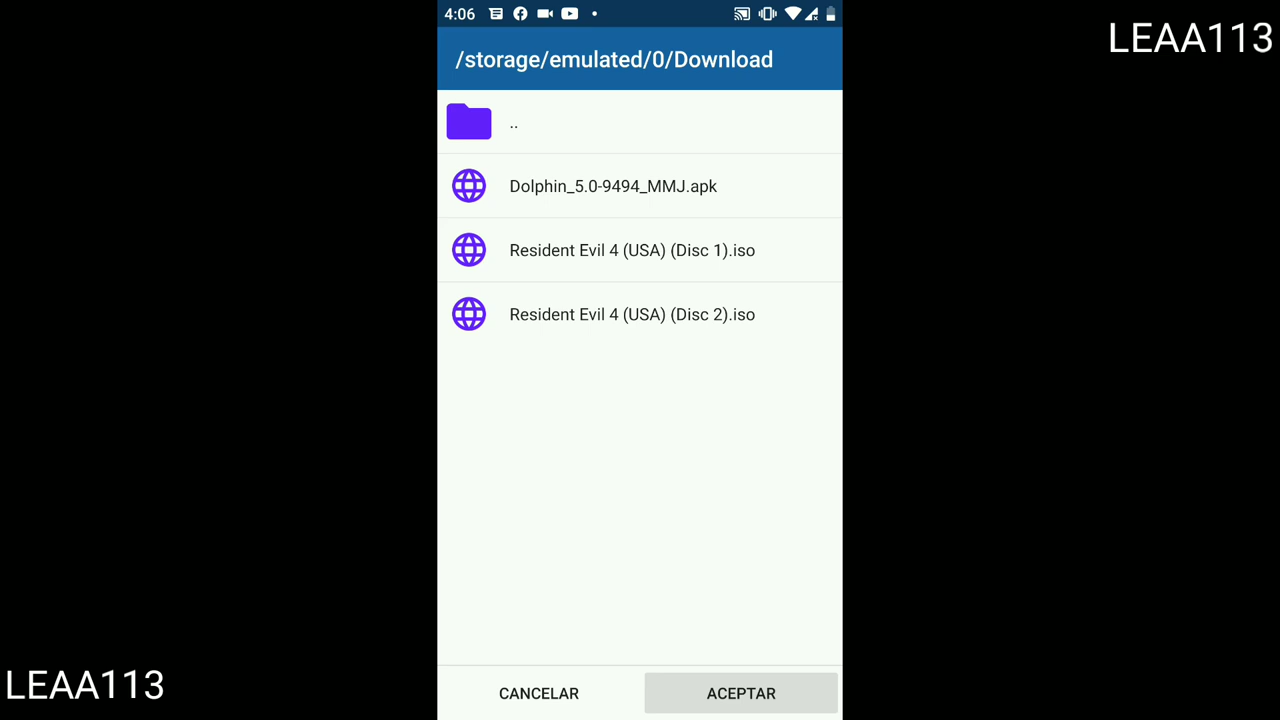 4:06
LEAA113
/storage/emulated/0/Download
..
Dolphin_5.0-9494_MMJ.apk
Resident Evil 4 (USA) (Disc 1).iso
Resident Evil 4 (USA) (Disc 2).iso
LEAA113
CANCELAR
ACEPTAR